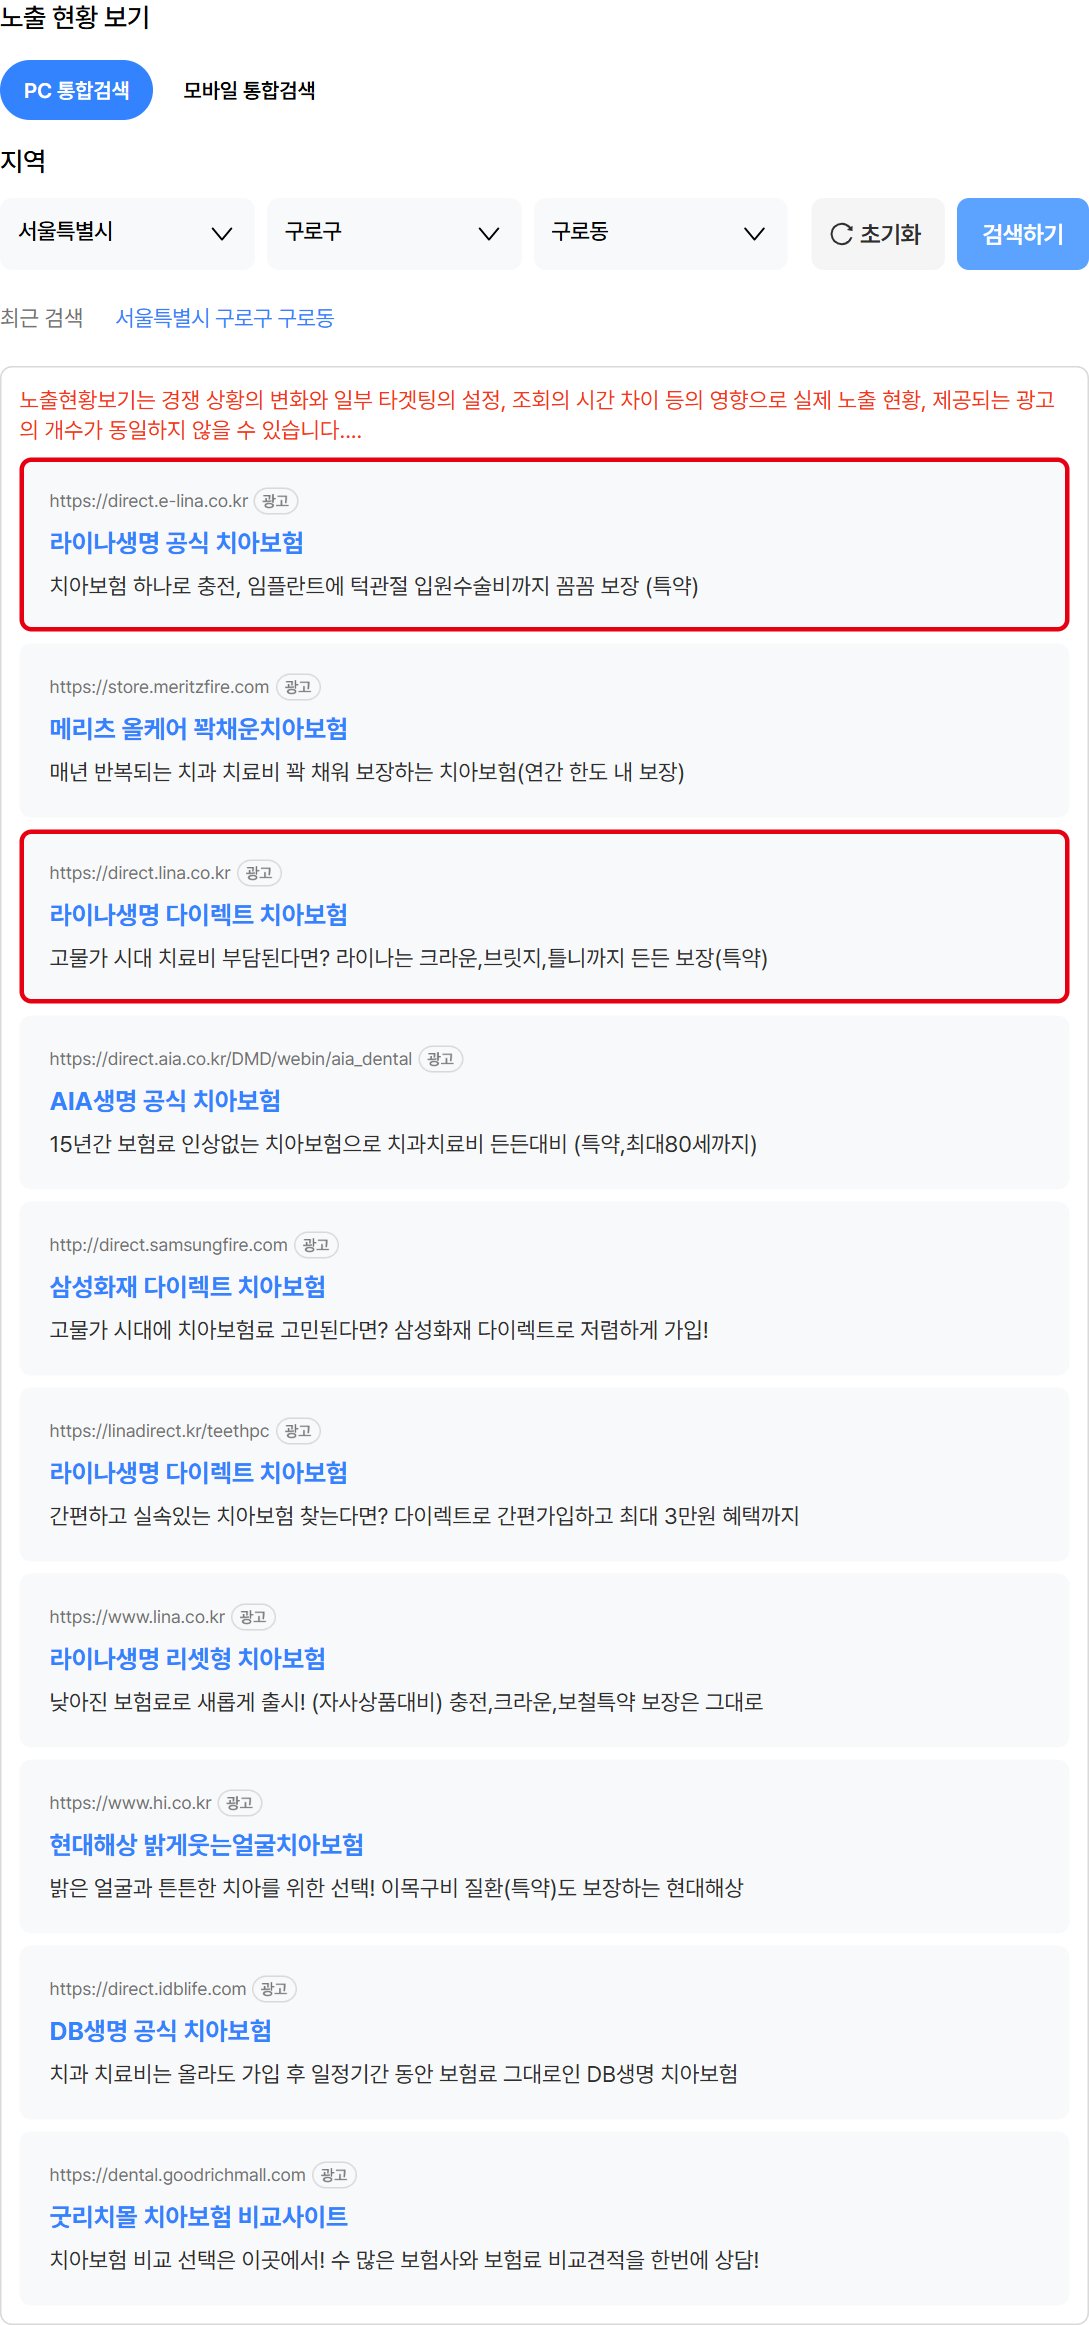 노출 현황 보기
PC 통합검색 모바일 통합검색
지역
서울특별시 구로구 구로동 초기화 검색하기
최근 검색 서울특별시 구로구 구로동
노출현황보기는 경쟁 상황의 변화와 일부 타겟팅의 설정, 조회의 시간 차이 등의 영향으로 실제 노출 현황, 제공되는 광고
의 개수가 동일하지 않을 수 있습니다....
https://direct.e-lina.co.kr 광고
라이나생명 공식 치아보험
치아보험 하나로 충전, 임플란트에 턱관절 입원수술비까지 꼼꼼 보장 (특약)
https://store.meritzfire.com 광고
메리츠 올케어 꽉채운치아보험
매년 반복되는 치과 치료비 꽉 채워 보장하는 치아보험(연간 한도 내 보장)
https://direct.lina.co.kr 광고
라이나생명 다이렉트 치아보험
고물가 시대 치료비 부담된다면? 라이나는 크라운,브릿지,틀니까지 든든 보장(특약)
https://direct.aia.co.kr/DMD/webin/aia_dental 광고
AIA생명 공식 치아보험
15년간 보험료 인상없는 치아보험으로 치과치료비 든든대비 (특약,최대80세까지)
http://direct.samsungfire.com 광고
삼성화재 다이렉트 치아보험
고물가 시대에 치아보험료 고민된다면? 삼성화재 다이렉트로 저렴하게 가입!
https://linadirect.kr/teethpc 광고
라이나생명 다이렉트 치아보험
간편하고 실속있는 치아보험 찾는다면? 다이렉트로 간편가입하고 최대 3만원 혜택까지
https://www.lina.co.kr 광고
라이나생명 리셋형 치아보험
낮아진 보험료로 새롭게 출시! (자사상품대비) 충전,크라운,보철특약 보장은 그대로
https://www.hi.co.kr 광고
현대해상 밝게웃는얼굴치아보험
밝은 얼굴과 튼튼한 치아를 위한 선택! 이목구비 질환(특약)도 보장하는 현대해상
https://direct.idblife.com 광고
DB생명 공식 치아보험
치과 치료비는 올라도 가입 후 일정기간 동안 보험료 그대로인 DB생명 치아보험
https://dental.goodrichmall.com 광고
굿리치몰 치아보험 비교사이트
치아보험 비교 선택은 이곳에서! 수 많은 보험사와 보험료 비교견적을 한번에 상담!